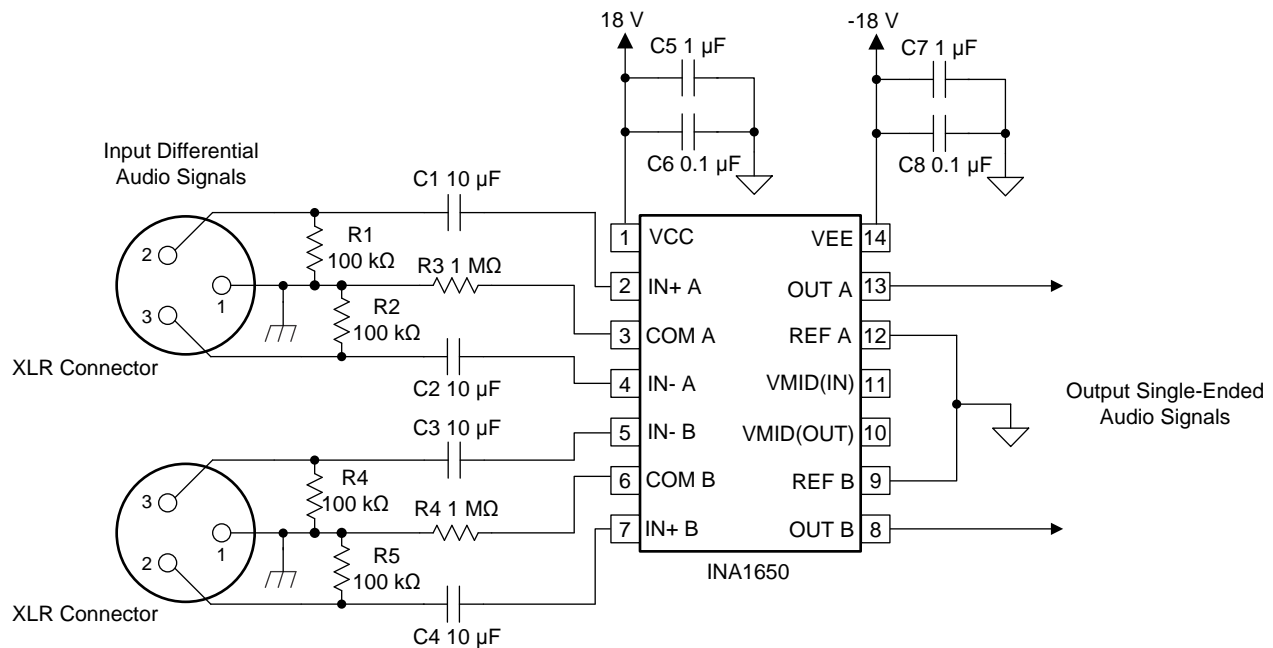 18 V
-18 V
C5 1 µF
C7 1 µF
C6 0.1 µF
C8 0.1 µF
Input Differential
Audio Signals
C1 10 µF
R1
100 kΩ
R3 1 MΩ
R2
100 kΩ
2
1
3
XLR Connector
C2 10 µF
C3 10 µF
R4
100 kΩ
R4 1 MΩ
R5
100 kΩ
3
1
2
XLR Connector
C4 10 µF
1 VCC VEE 14
2 IN+ A OUT A 13
3 COM A REF A 12
4 IN- A VMID(IN) 11
5 IN- B VMID(OUT) 10
6 COM B REF B 9
7 IN+ B OUT B 8
INA1650
Output Single-Ended
Audio Signals